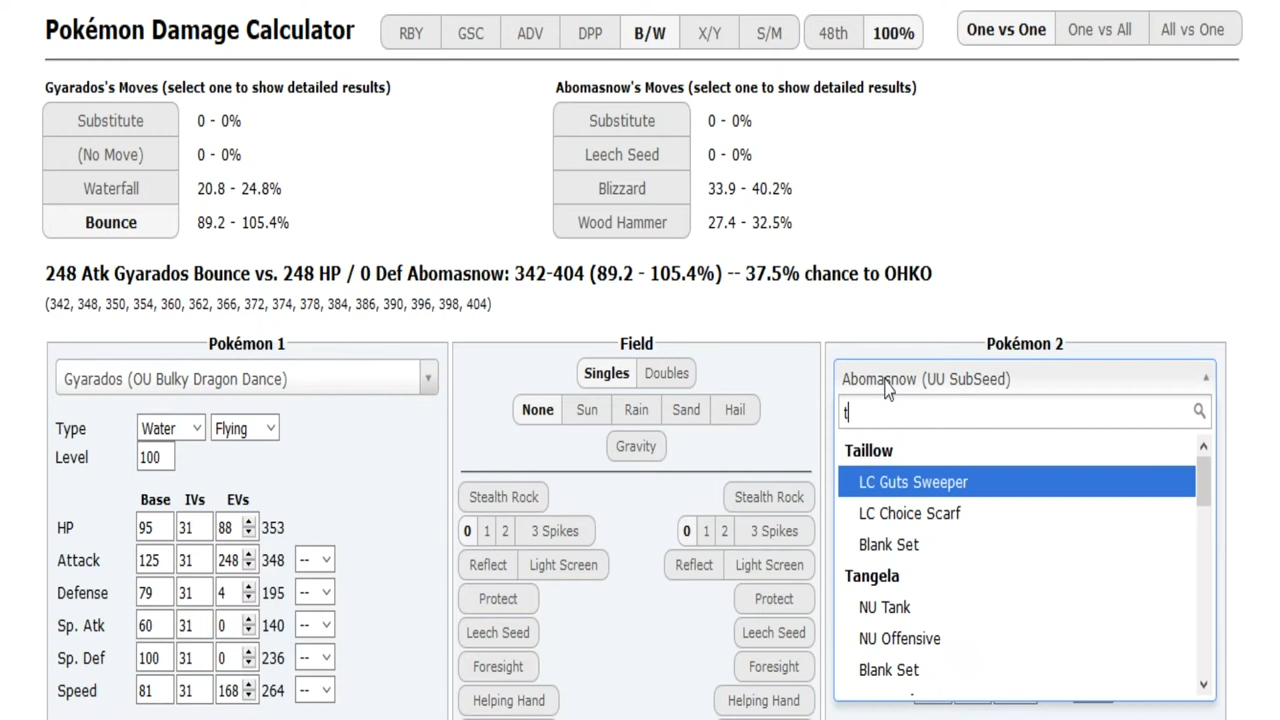 Pokémon Damage Calculator
RBY GSC ADV DPP B/W X/Y S/M 48th 100% One vs One One vs All All vs One
Gyarados's Moves (select one to show detailed results)
Substitute 0 - 0%
(No Move) 0 - 0%
Waterfall 20.8 - 24.8%
Bounce 89.2 - 105.4%
Abomasnow's Moves (select one to show detailed results)
Substitute 0 - 0%
Leech Seed 0 - 0%
Blizzard 33.9 - 40.2%
Wood Hammer 27.4 - 32.5%
248 Atk Gyarados Bounce vs. 248 HP / 0 Def Abomasnow: 342-404 (89.2 - 105.4%) -- 37.5% chance to OHKO
(342, 348, 350, 354, 360, 362, 366, 372, 374, 378, 384, 386, 390, 396, 398, 404)
Pokémon 1
Gyarados (OU Bulky Dragon Dance)
Type Water Flying
Level 100
Base IVs EVs
HP 95 31 88 353
Attack 125 31 248 348 --
Defense 79 31 4 195 --
Sp. Atk 60 31 0 140 --
Sp. Def 100 31 0 236 --
Speed 81 31 168 264 --
Field
Singles Doubles
None Sun Rain Sand Hail
Gravity
Stealth Rock Stealth Rock
0 1 2 3 Spikes 0 1 2 3 Spikes
Reflect Light Screen Reflect Light Screen
Protect Protect
Leech Seed Leech Seed
Foresight Foresight
Helping Hand Helping Hand
Pokémon 2
Abomasnow (UU SubSeed)
t
Taillow
LC Guts Sweeper
LC Choice Scarf
Blank Set
Tangela
NU Tank
NU Offensive
Blank Set